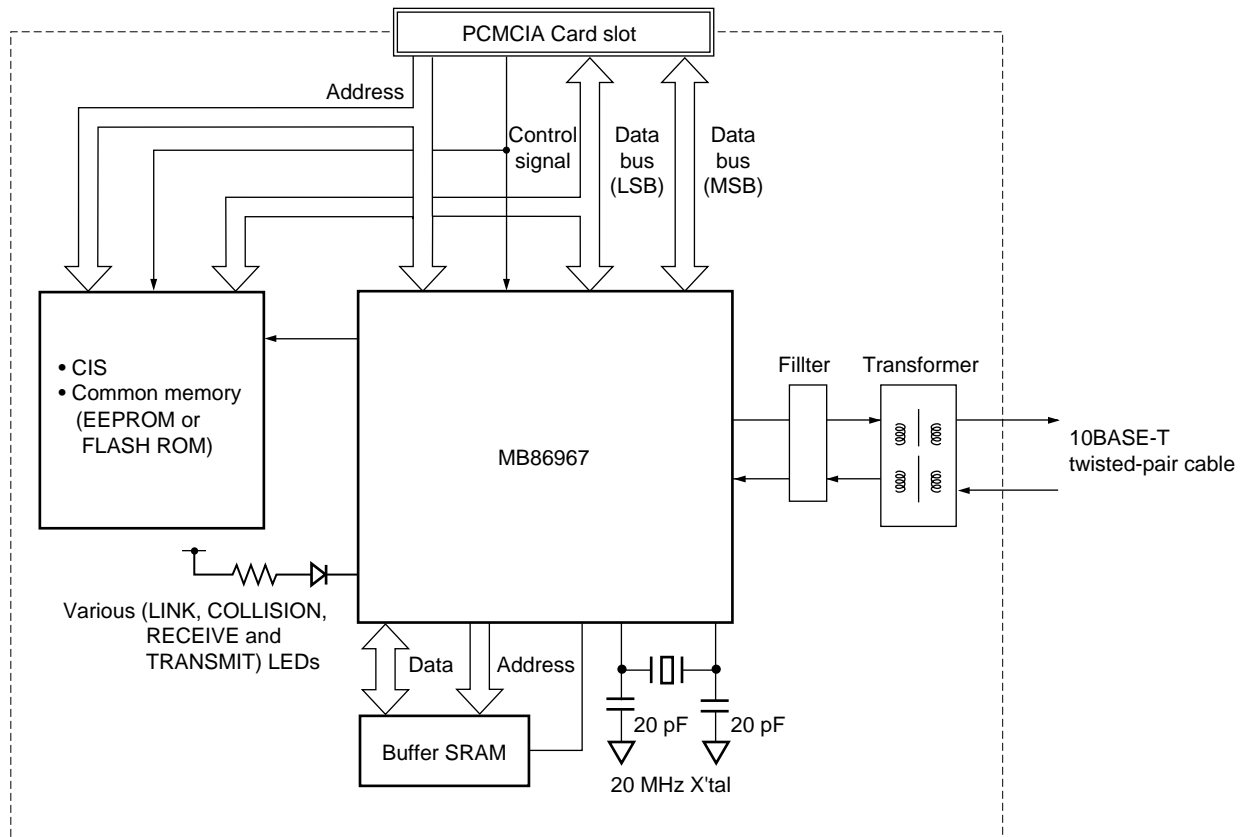 PCMCIA Card slot
Address
Control
signal
Data
bus
(LSB)
Data
bus
(MSB)
• CIS
• Common memory
(EEPROM or
FLASH ROM)
MB86967
Fillter
Transformer
10BASE-T
twisted-pair cable
Various (LINK, COLLISION,
RECEIVE and
TRANSMIT) LEDs
Data
Address
Buffer SRAM
20 pF
20 pF
20 MHz X'tal